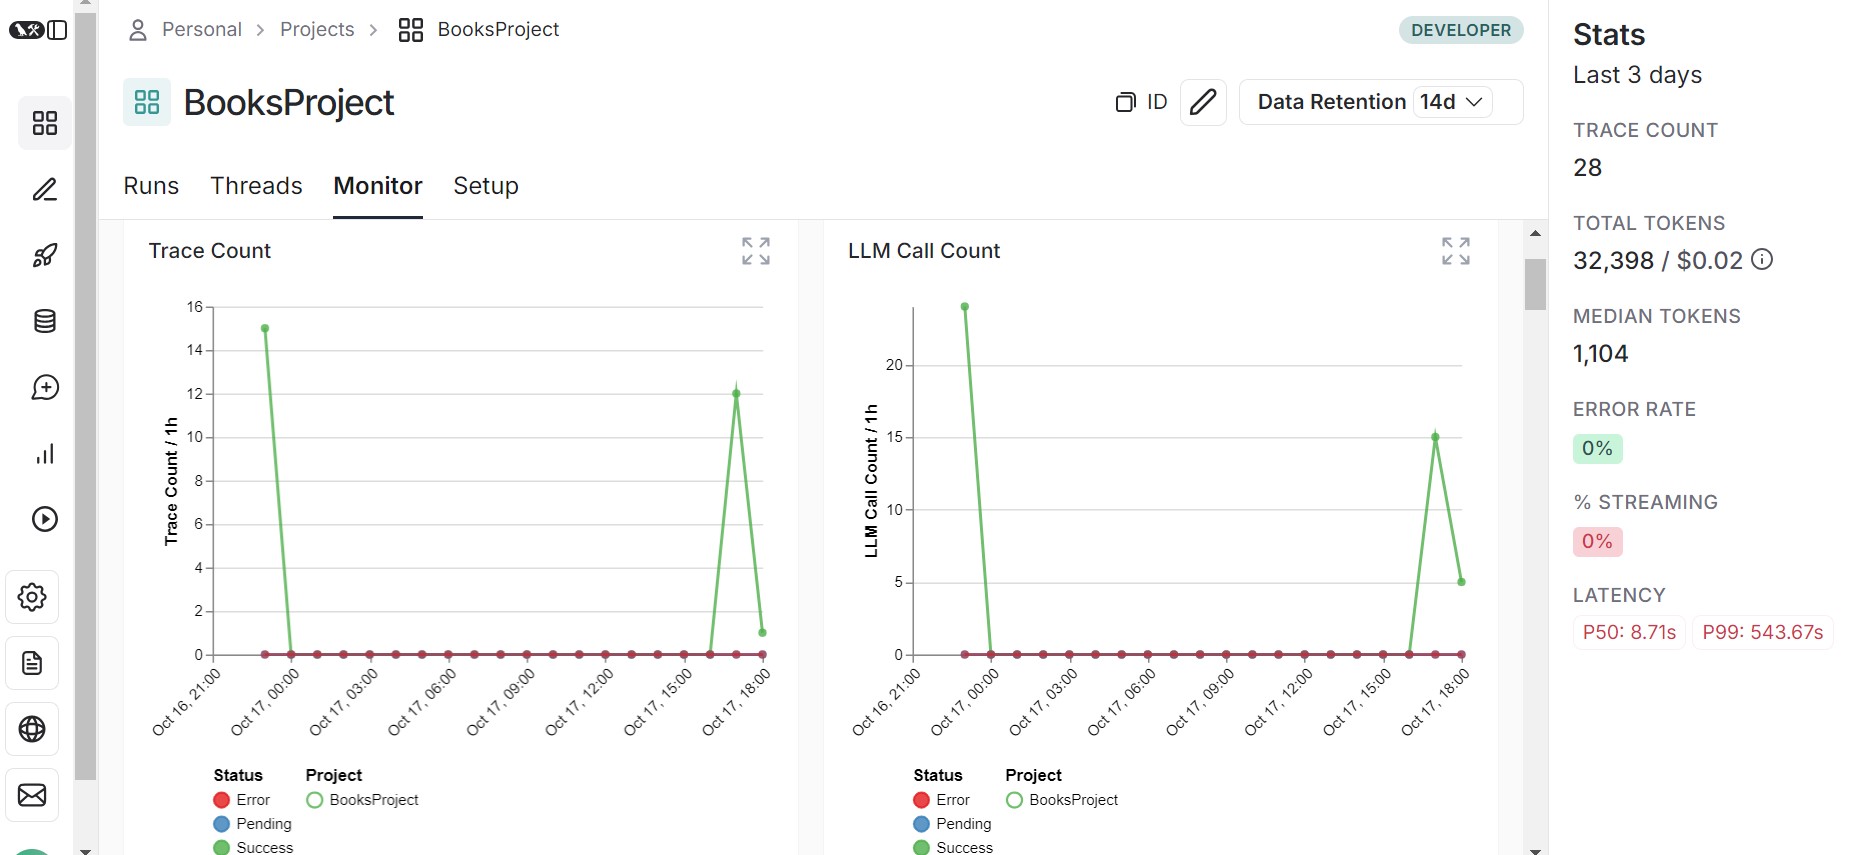 Personal > Projects > BooksProject
DEVELOPER
BooksProject
ID
Data Retention 14d
Runs Threads Monitor Setup
Trace Count
16
14
12
10
8
6
4
2
0
Trace Count / 1h
Oct 16, 21:00
Oct 17, 00:00
Oct 17, 03:00
Oct 17, 06:00
Oct 17, 09:00
Oct 17, 12:00
Oct 17, 15:00
Oct 17, 18:00
Status Project
Error BooksProject
Pending
Success
LLM Call Count
20
15
10
5
0
LLM Call Count / 1h
Oct 16, 21:00
Oct 17, 00:00
Oct 17, 03:00
Oct 17, 06:00
Oct 17, 09:00
Oct 17, 12:00
Oct 17, 15:00
Oct 17, 18:00
Status Project
Error BooksProject
Pending
Success
Stats
Last 3 days
TRACE COUNT
28
TOTAL TOKENS
32,398 / $0.02
MEDIAN TOKENS
1,104
ERROR RATE
0%
% STREAMING
0%
LATENCY
P50: 8.71s P99: 543.67s